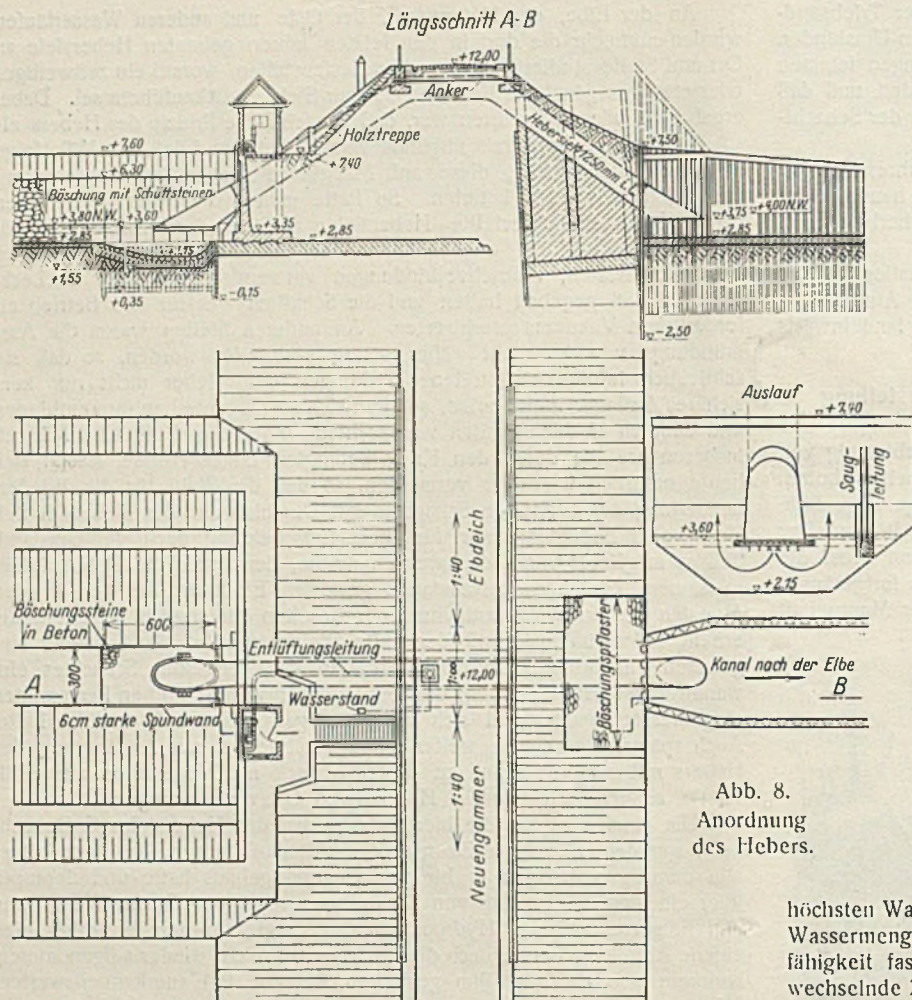 Längsschnitt A-B
+12,00
Anker
Holztreppe
+7,40
+7,60
+6,30
Böschung mit Schüttsteinen
+3,80 N.W.
+3,60
+2,85
+1,55
+0,35
-0,15
+3,35
+2,85
+7,50
+3,75
+4,00 N.W.
+2,85
-2,50
Auslauf
+7,40
Saug-
leitung
+3,60
+2,15
1:40
Elbdeich
Böschungssteine
in Beton
600
300
Entlüftungsleitung
1:8
+12,00
Wasserstand
A
6 cm starke Spundwand
Böschungspflaster
Kanal nach der Elbe
B
1:40
Neuengammer
Abb. 8.
Anordnung
des Hebers.
höchsten Wa
Wassermeng
fähigkeit fas
wechselnde